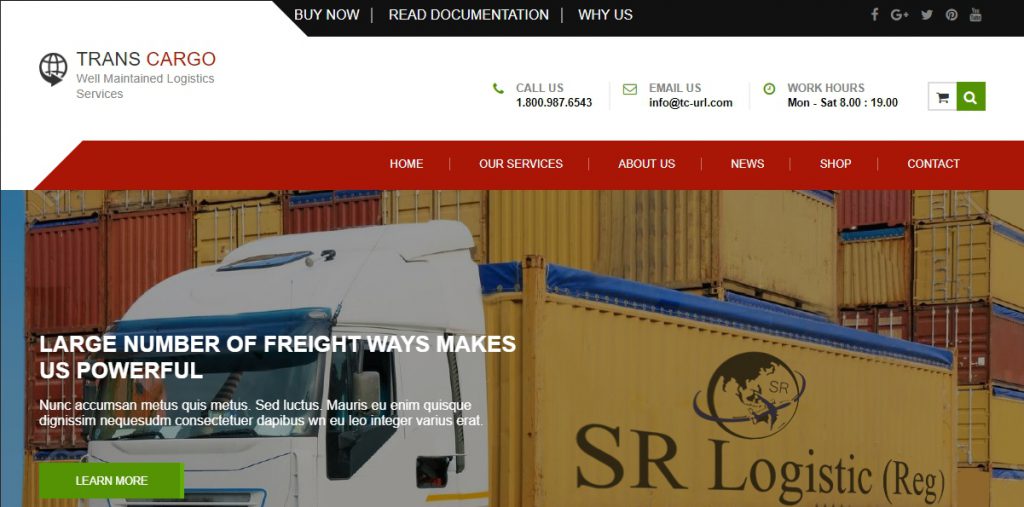 BUY NOW | READ DOCUMENTATION | WHY US
TRANS CARGO
Well Maintained Logistics
Services
CALL US
1.800.987.6543
EMAIL US
info@tc-url.com
WORK HOURS
Mon - Sat 8.00 : 19.00
HOME | OUR SERVICES | ABOUT US | NEWS | SHOP | CONTACT
LARGE NUMBER OF FREIGHT WAYS MAKES
US POWERFUL
Nunc accumsan metus quis metus. Sed luctus. Mauris eu enim quisque
dignissim nequesudm consectetuer dapibus wn eu leo integer varius erat.
LEARN MORE
SR
SR Logistic (Reg)